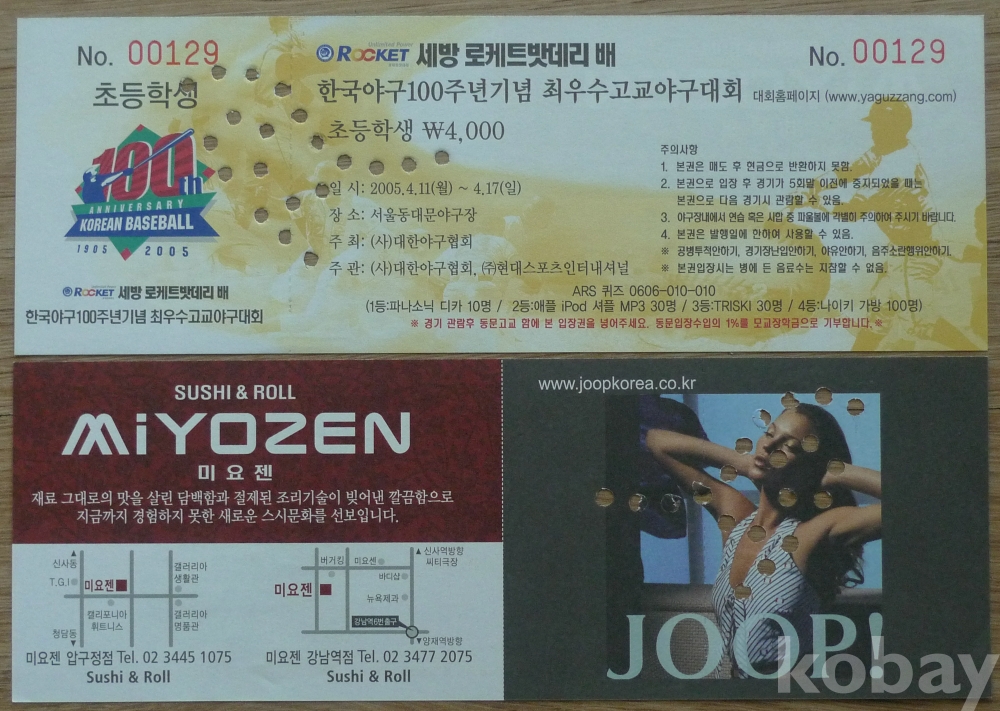 No. 00129
초등학생
100th
ANNIVERSARY
KOREAN BASEBALL
1905 2005
ROCKET 세방 로케트밧데리 배
한국야구100주년기념 최우수고교야구대회
ROCKET 세방 로케트밧데리 배
No. 00129
한국야구100주년기념 최우수고교야구대회 대회홈페이지 (www.yaguzzang.com)
초등학생 ₩4,000
일 시 : 2005.4.11(월) ~ 4.17(일)
장 소 : 서울동대문야구장
주 최 : (사)대한야구협회
주 관 : (사)대한야구협회, (주)현대스포츠인터내셔널
주의사항
1. 본권은 매도 후 현금으로 반환하지 못함.
2. 본권으로 입장 후 경기가 5회말 이전에 중지되었을 때는
본권으로 다음 경기시 관람할 수 있음.
3. 야구장내에서 연습 혹은 시합 중 파울볼에 각별히 주의하여 주시기 바랍니다.
4. 본권은 발행일에 한하여 사용할 수 있음.
※ 공병투척안하기, 경기장난입안하기, 야유안하기, 음주소란행위안하기.
※ 본권입장시는 병에 든 음료수는 지참할 수 없음.
ARS 퀴즈 0606-010-010
(1등:파나소닉 디카 10명 / 2등:애플 iPod 셔플 MP3 30명 / 3등:TRISKI 30명 / 4등:나이키 가방 100명)
※ 경기 관람후 동문고교 함에 본 입장권을 넣어주세요. 동문입장수입의 1%를 모교장학금으로 기부합니다.※
SUSHI & ROLL
MiYOZEN
미요젠
재료 그대로의 맛을 살린 담백함과 절제된 조리기술이 빚어낸 깔끔함으로
지금까지 경험하지 못한 새로운 스시문화를 선보입니다.
신사동
T.G.I
미요젠
갤러리아
생활관
캘리포니아
휘트니스
갤러리아
명품관
청담동
미요젠 압구정점 Tel. 02 3445 1075
Sushi & Roll
버거킹
미요젠
신사역방향
씨티극장
바디샵
미요젠
뉴욕제과
강남역6번출구
양재역방향
미요젠 강남역점 Tel. 02 3477 2075
Sushi & Roll
www.joopkorea.co.kr
JOOP!
kobay